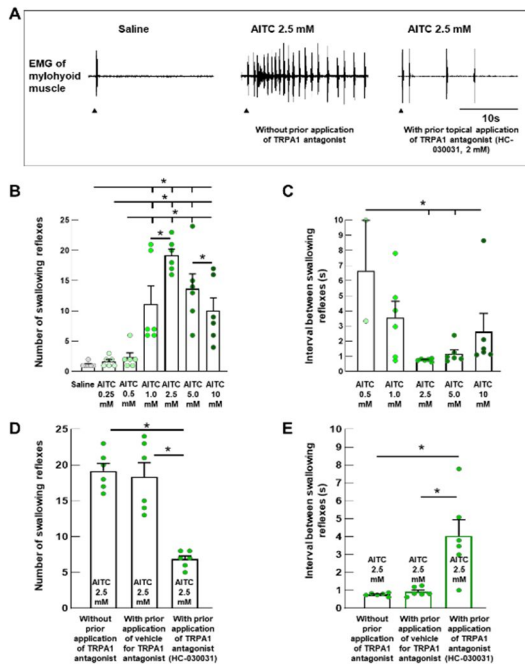 A
Saline
AITC 2.5 mM
AITC 2.5 mM
EMG of
mylohyoid
muscle
10s
Without prior application
of TRPA1 antagonist
With prior topical application
of TRPA1 antagonist (HC-
030031, 2 mM)
B
Number of swallowing reflexes
25
20
15
10
5
0
*
*
*
*
*
Saline
AITC
0.25
mM
AITC
0.5
mM
AITC
1.0
mM
AITC
2.5
mM
AITC
5.0
mM
AITC
10
mM
C
Interval between swallowing
reflexes (s)
10
9
8
7
6
5
4
3
2
1
0
*
AITC
0.5
mM
AITC
1.0
mM
AITC
2.5
mM
AITC
5.0
mM
AITC
10
mM
D
Number of swallowing reflexes
25
20
15
10
5
0
*
*
AITC
2.5
mM
AITC
2.5
mM
AITC
2.5
mM
Without prior
application
of TRPA1
antagonist
With prior
application
of vehicle
for TRPA1
antagonist
With prior
application
of TRPA1
antagonist
(HC-030031)
E
Interval between swallowing
reflexes (s)
10
8
6
4
2
0
*
*
AITC
2.5
mM
AITC
2.5
mM
AITC
2.5
mM
Without prior
application
of TRPA1
antagonist
With prior
application
of vehicle
for TRPA1
antagonist
With prior
application
of TRPA1
antagonist
(HC-030031)